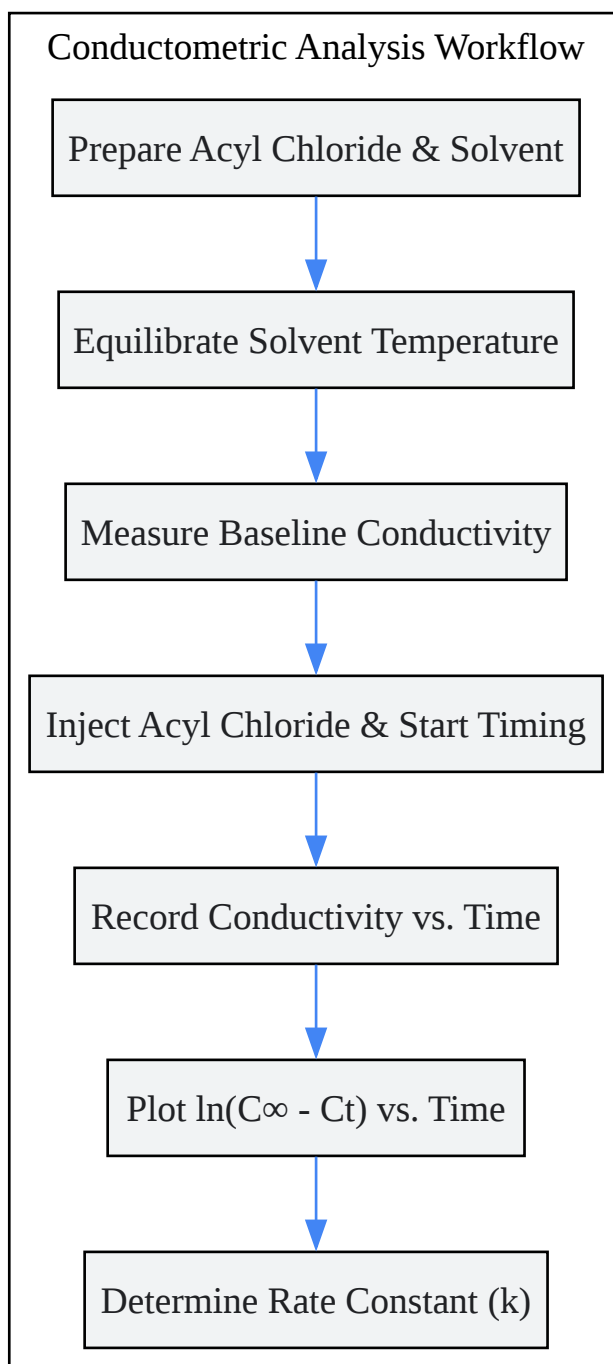 Conductometric Analysis Workflow
Prepare Acyl Chloride & Solvent
Equilibrate Solvent Temperature
Measure Baseline Conductivity
Inject Acyl Chloride & Start Timing
Record Conductivity vs. Time
Plot ln(C∞ - Ct) vs. Time
Determine Rate Constant (k)